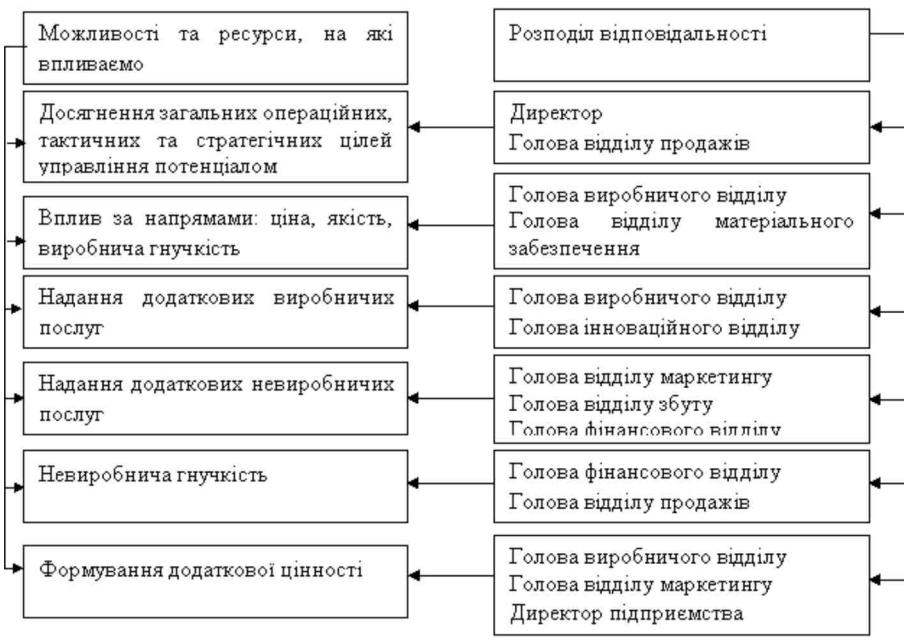 Можливості та ресурси, на які
впливаємо
Розподіл відповідальності
Досягнення загальних операційних,
тактичних та стратегічних цілей
управління потенціалом
Директор
Голова відділу продажів
Вплив за напрямами: ціна, якість,
виробнича гнучкість
Голова виробничого відділу
Голова відділу матеріального
забезпечення
Надання додаткових виробничих
послуг
Голова виробничого відділу
Голова інноваційного відділу
Надання додаткових невиробничих
послуг
Голова відділу маркетингу
Голова відділу збуту
Голова фінансового відділу
Невиробнича гнучкість
Голова фінансового відділу
Голова відділу продажів
Формування додаткової цінності
Голова виробничого відділу
Голова відділу маркетингу
Директор підприємства